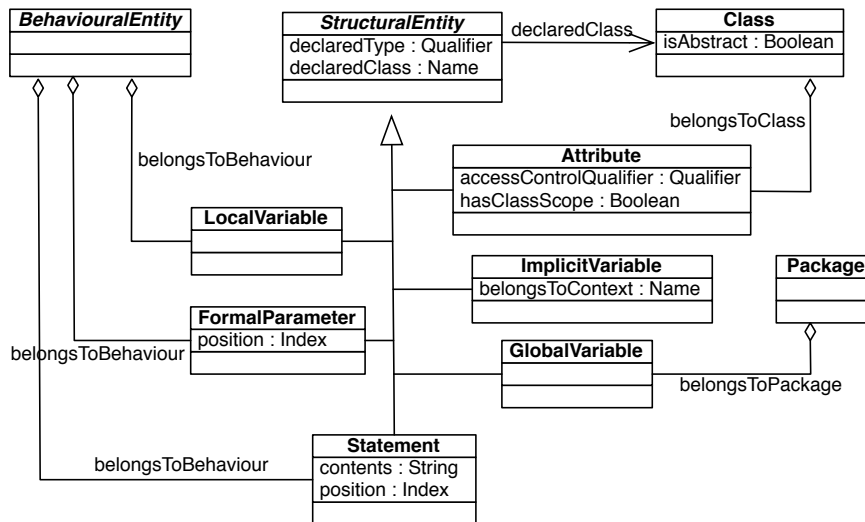 BehaviouralEntity
StructuralEntity
declaredType : Qualifier
declaredClass : Name
declaredClass
Class
isAbstract : Boolean
belongsToClass
belongsToBehaviour
Attribute
accessControlQualifier : Qualifier
hasClassScope : Boolean
LocalVariable
ImplicitVariable
belongsToContext : Name
Package
FormalParameter
position : Index
belongsToBehaviour
GlobalVariable
belongsToPackage
Statement
contents : String
position : Index
belongsToBehaviour